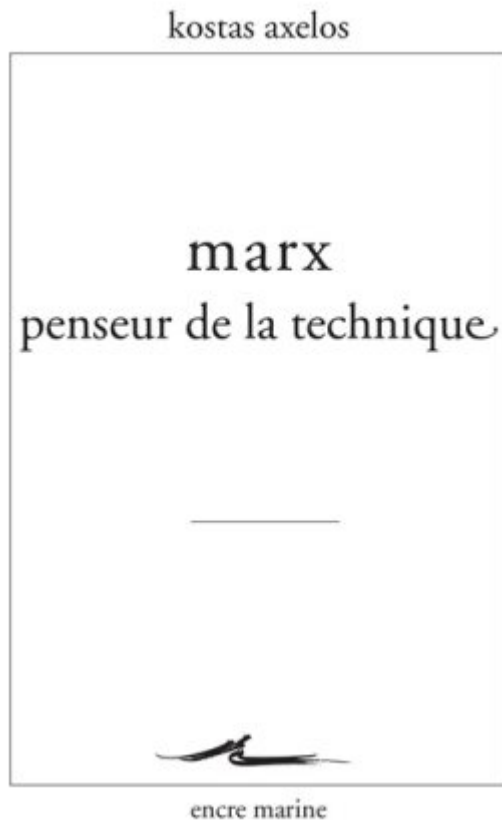 kostas axelos
marx
penseur de la technique
encre marine